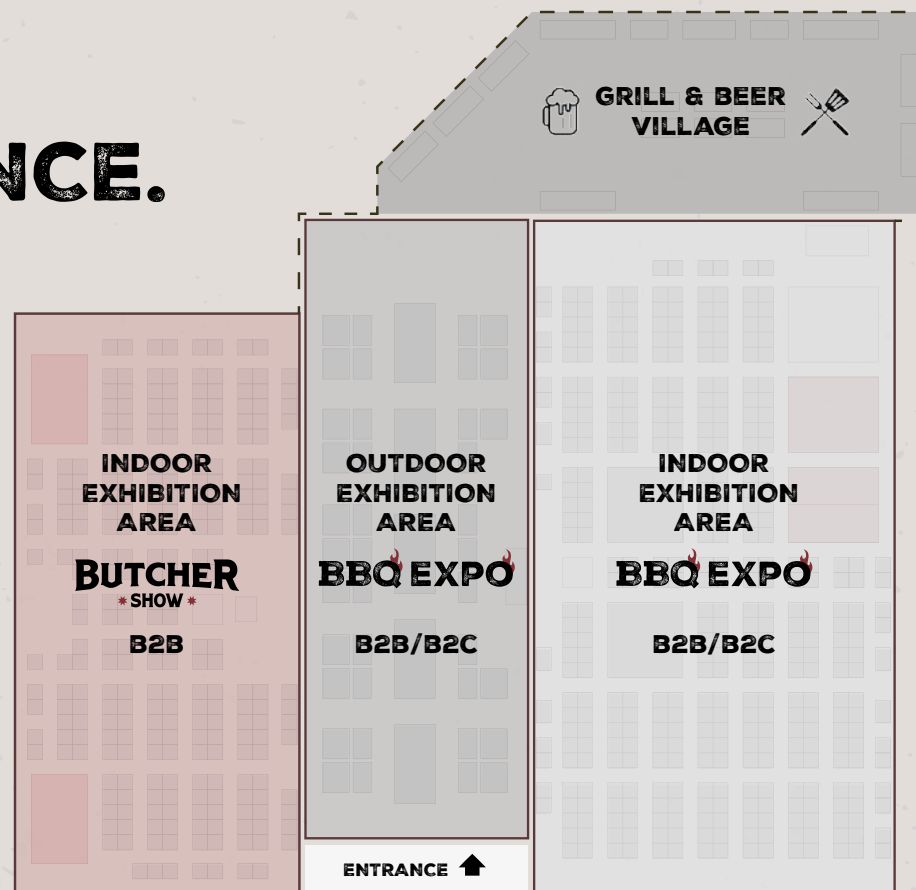 GRILL & BEER
VILLAGE
NCE.
INDOOR
EXHIBITION
AREA
BUTCHER
SHOW
B2B
OUTDOOR
EXHIBITION
AREA
BBQ EXPO
B2B/B2C
INDOOR
EXHIBITION
AREA
BBQ EXPO
B2B/B2C
ENTRANCE